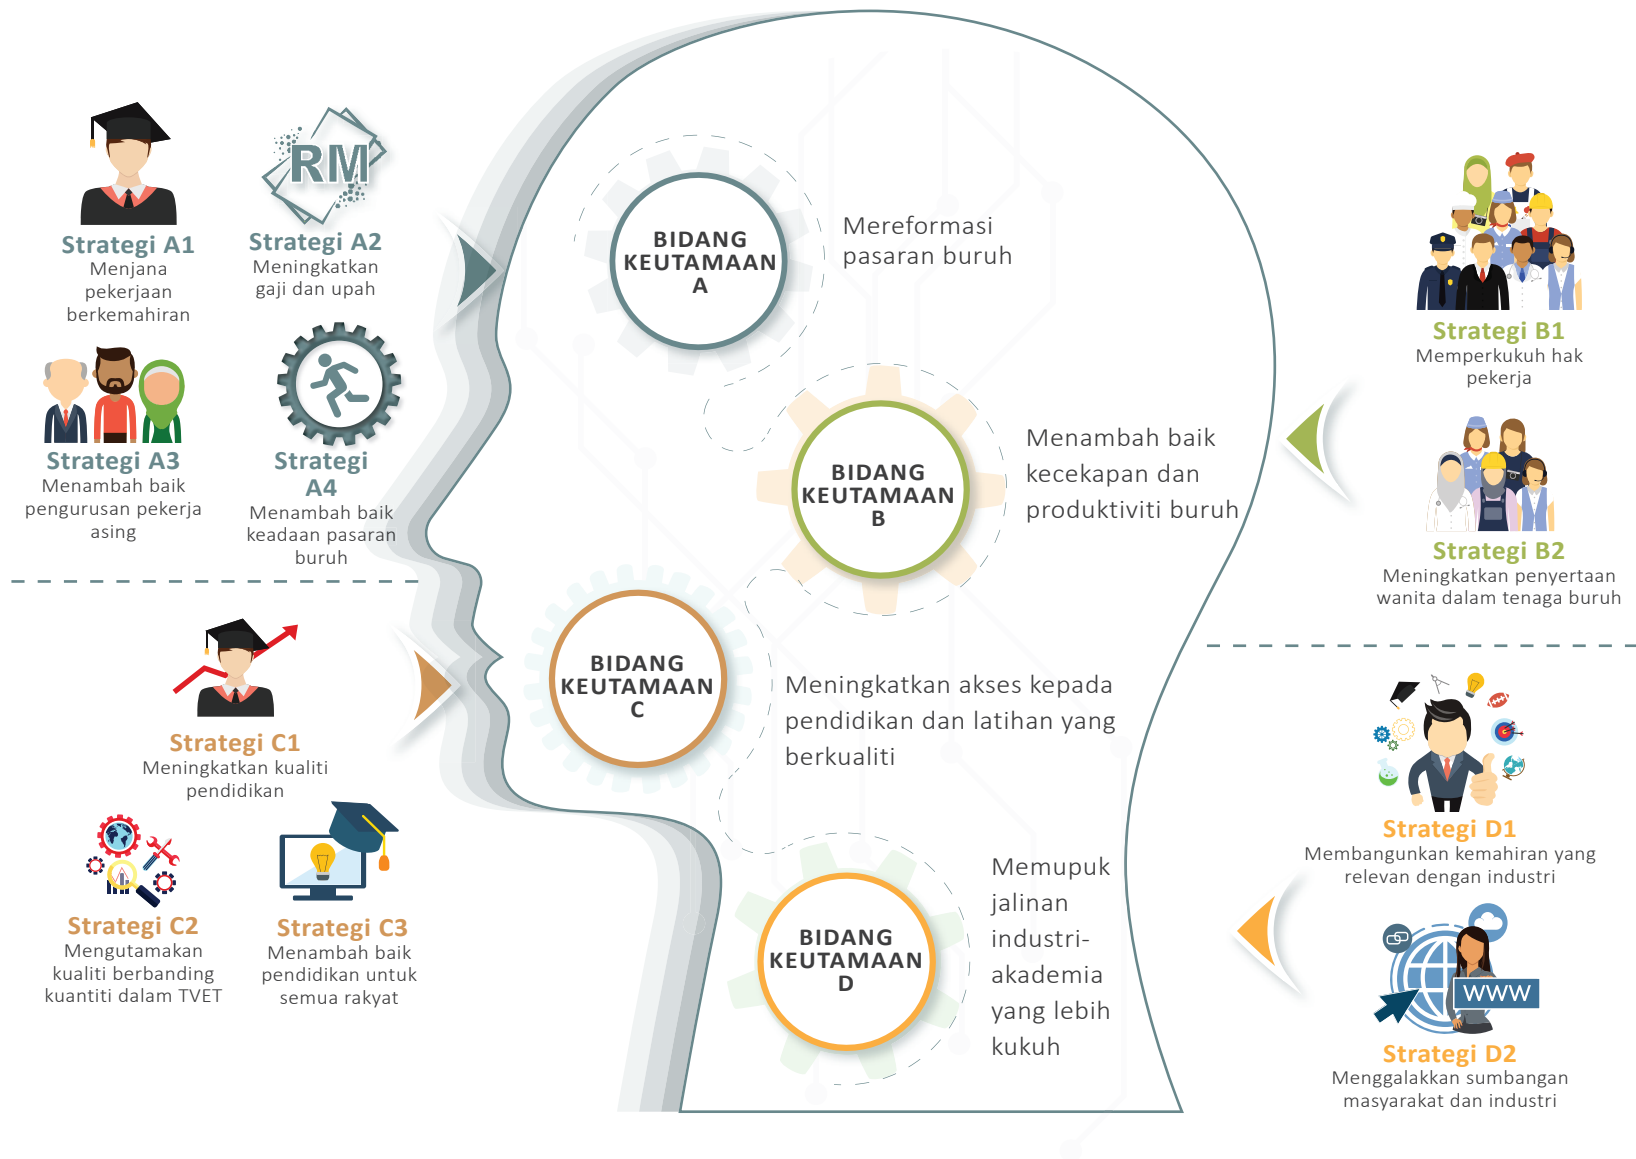 RM
Strategi A1
Menjana
pekerjaan
berkemahiran
Strategi A2
Meningkatkan
gaji dan upah
Strategi A3
Menambah baik
pengurusan pekerja
asing
Strategi
A4
Menambah baik
keadaan pasaran
buruh
BIDANG
KEUTAMAAN
A
Mereformasi
pasaran buruh
BIDANG
KEUTAMAAN
B
Menambah baik
kecekapan dan
produktiviti buruh
Strategi B1
Memperkukuh hak
pekerja
Strategi B2
Meningkatkan penyertaan
wanita dalam tenaga buruh
Strategi C1
Meningkatkan kualiti
pendidikan
Strategi C2
Mengutamakan
kualiti berbanding
kuantiti dalam TVET
Strategi C3
Menambah baik
pendidikan untuk
semua rakyat
BIDANG
KEUTAMAAN
C
Meningkatkan akses kepada
pendidikan dan latihan yang
berkualiti
BIDANG
KEUTAMAAN
D
Memupuk
jalinan
industri-
akademia
yang lebih
kukuh
Strategi D1
Membangunkan kemahiran yang
relevan dengan industri
WWW
Strategi D2
Menggalakkan sumbangan
masyarakat dan industri